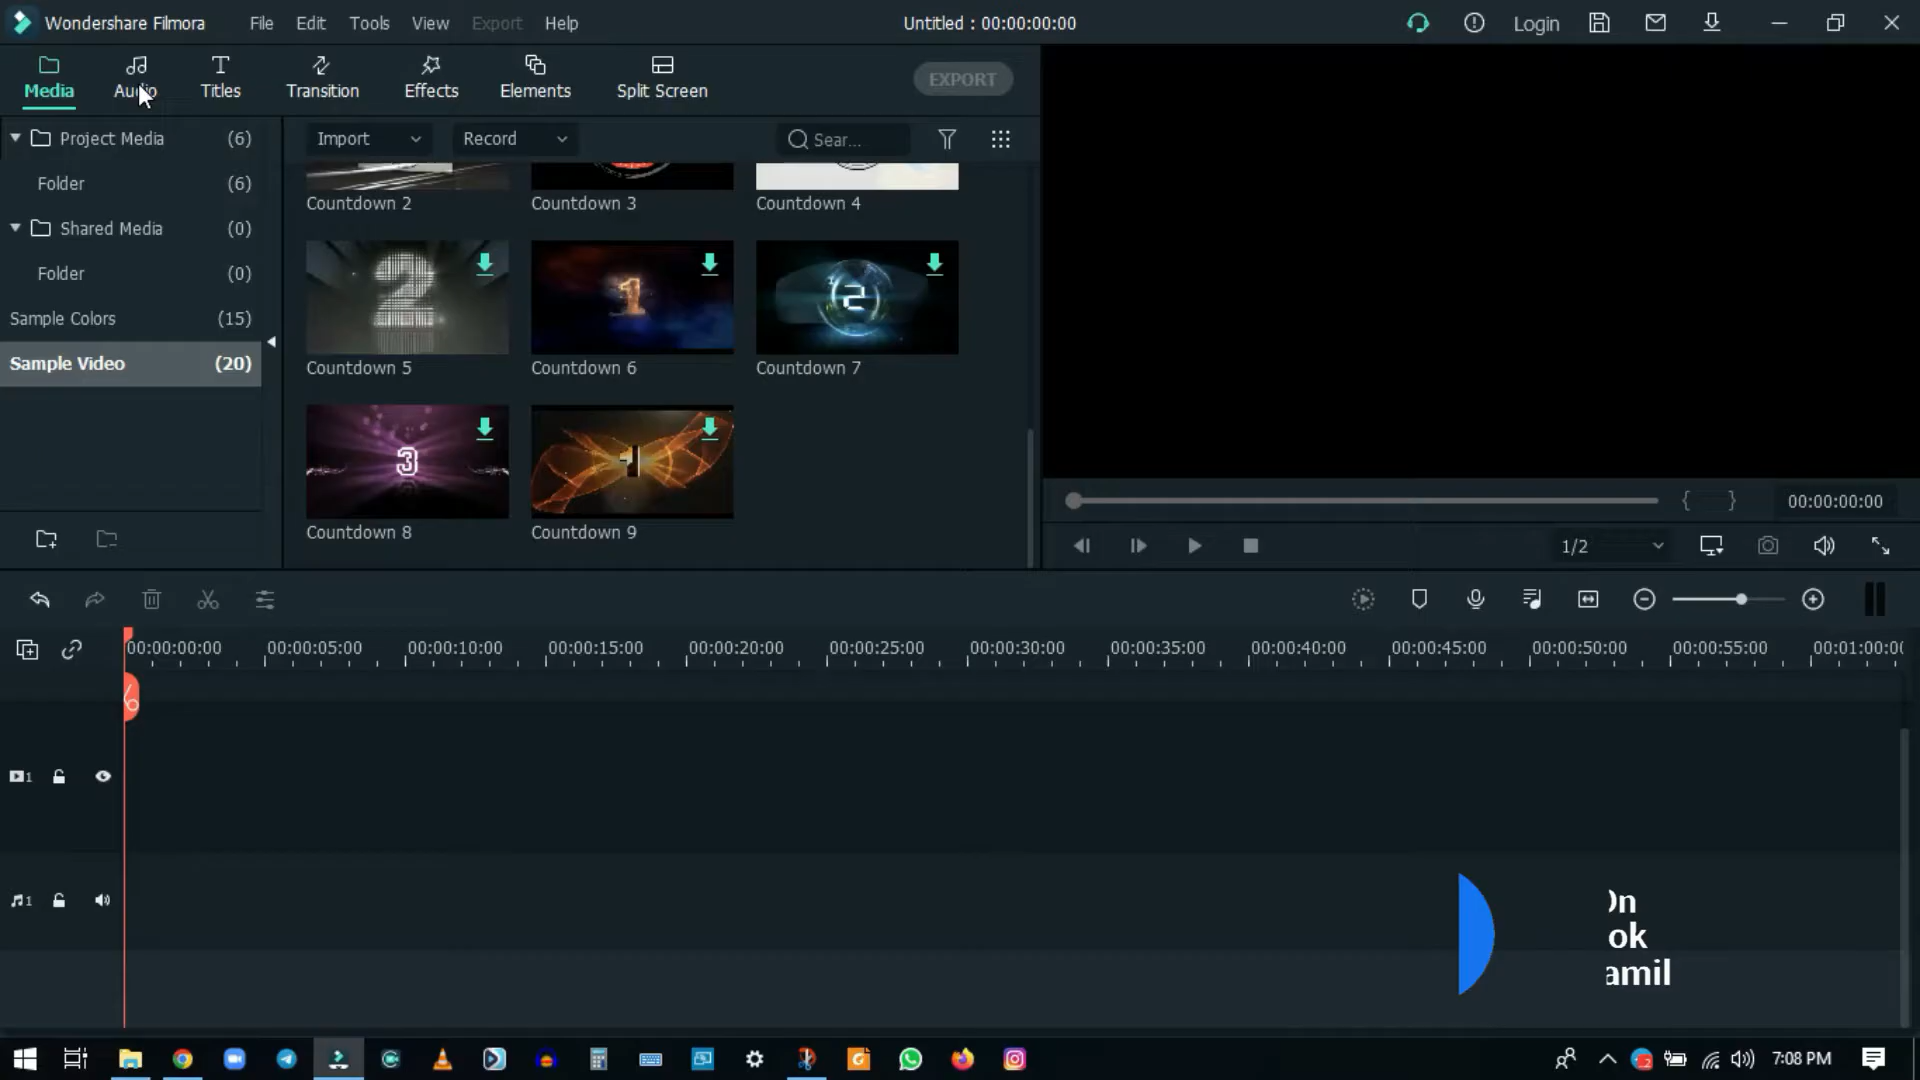 Wondershare Filmora File Edit Tools View Export Help Untitled : 00:00:00:00 Login
Media Audio Titles Transition Effects Elements Split Screen EXPORT
Project Media (6)
Folder (6)
Shared Media (0)
Folder (0)
Sample Colors (15)
Sample Video (20)
Import Record Sear...
Countdown 2 Countdown 3 Countdown 4
Countdown 5 Countdown 6 Countdown 7
Countdown 8 Countdown 9
00:00:00:00
1/2
00:00:00:00 00:00:05:00 00:00:10:00 00:00:15:00 00:00:20:00 00:00:25:00 00:00:30:00 00:00:35:00 00:00:40:00 00:00:45:00 00:00:50:00 00:00:55:00 00:01:00:00
1
1
ok
amil
7:08 PM